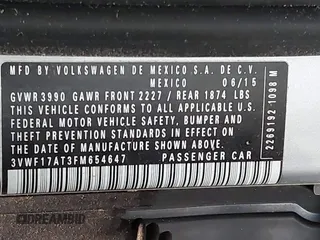 MFD. BY VOLKSWAGEN DE MEXICO S.A. DE C.V.
MEXICO 06/15
GVWR 3990 GAWR FRONT 2227 / REAR 1874 LBS
THIS VEHICLE CONFORMS TO ALL APPLICABLE U.S.
FEDERAL MOTOR VEHICLE SAFETY, BUMPER AND
THEFT PREVENTION STANDARDS IN EFFECT ON THE
DATE OF MANUFACTURE SHOWN ABOVE.
3VWF17AT3FM654647 PASSENGER CAR
2269192 1098 M
EPICBIDS